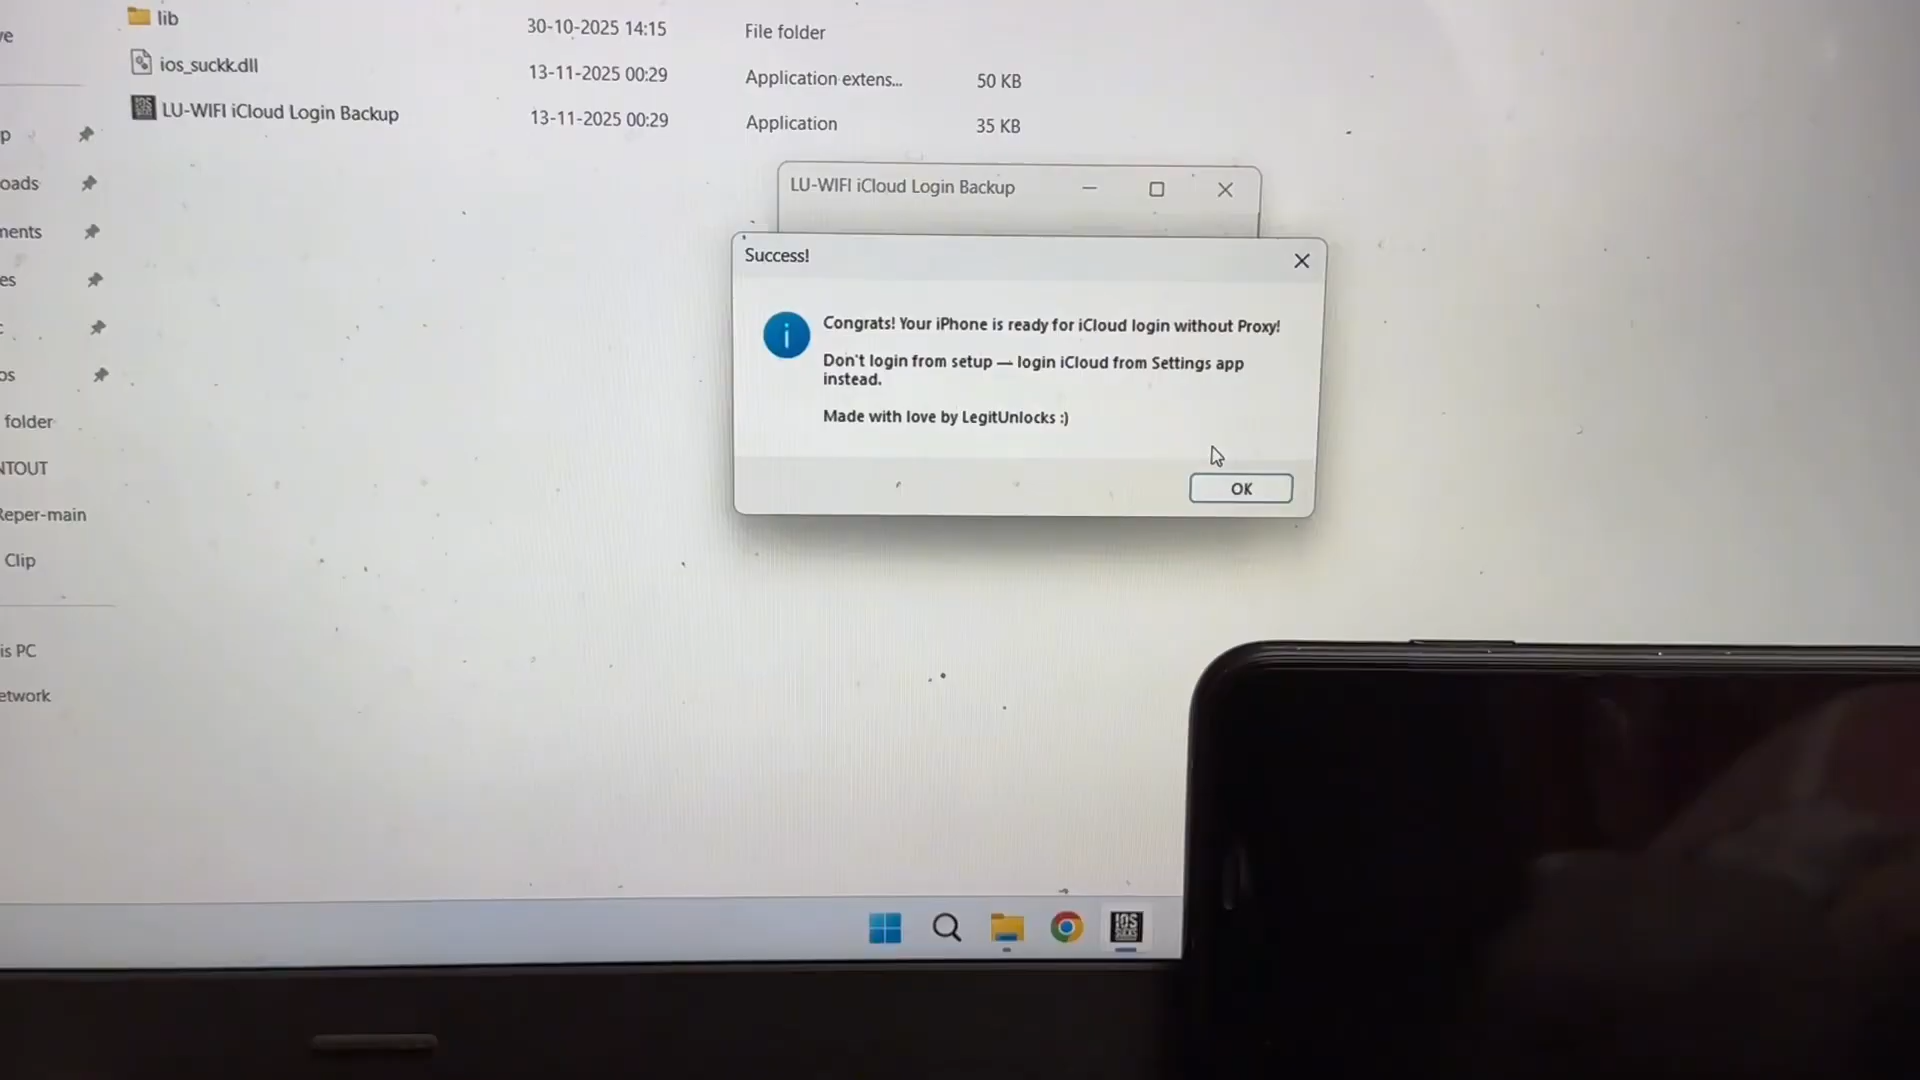 lib 30-10-2025 14:15 File folder
ios_suckk.dll 13-11-2025 00:29 Application extens... 50 KB
LU-WIFI iCloud Login Backup 13-11-2025 00:29 Application 35 KB
LU-WIFI iCloud Login Backup
Success!
Congrats! Your iPhone is ready for iCloud login without Proxy!
Don't login from setup — login iCloud from Settings app
instead.
Made with love by LegitUnlocks :)
OK
ve
p
oads
ments
es
os
folder
NTOUT
Reper-main
Clip
is PC
etwork
IOS